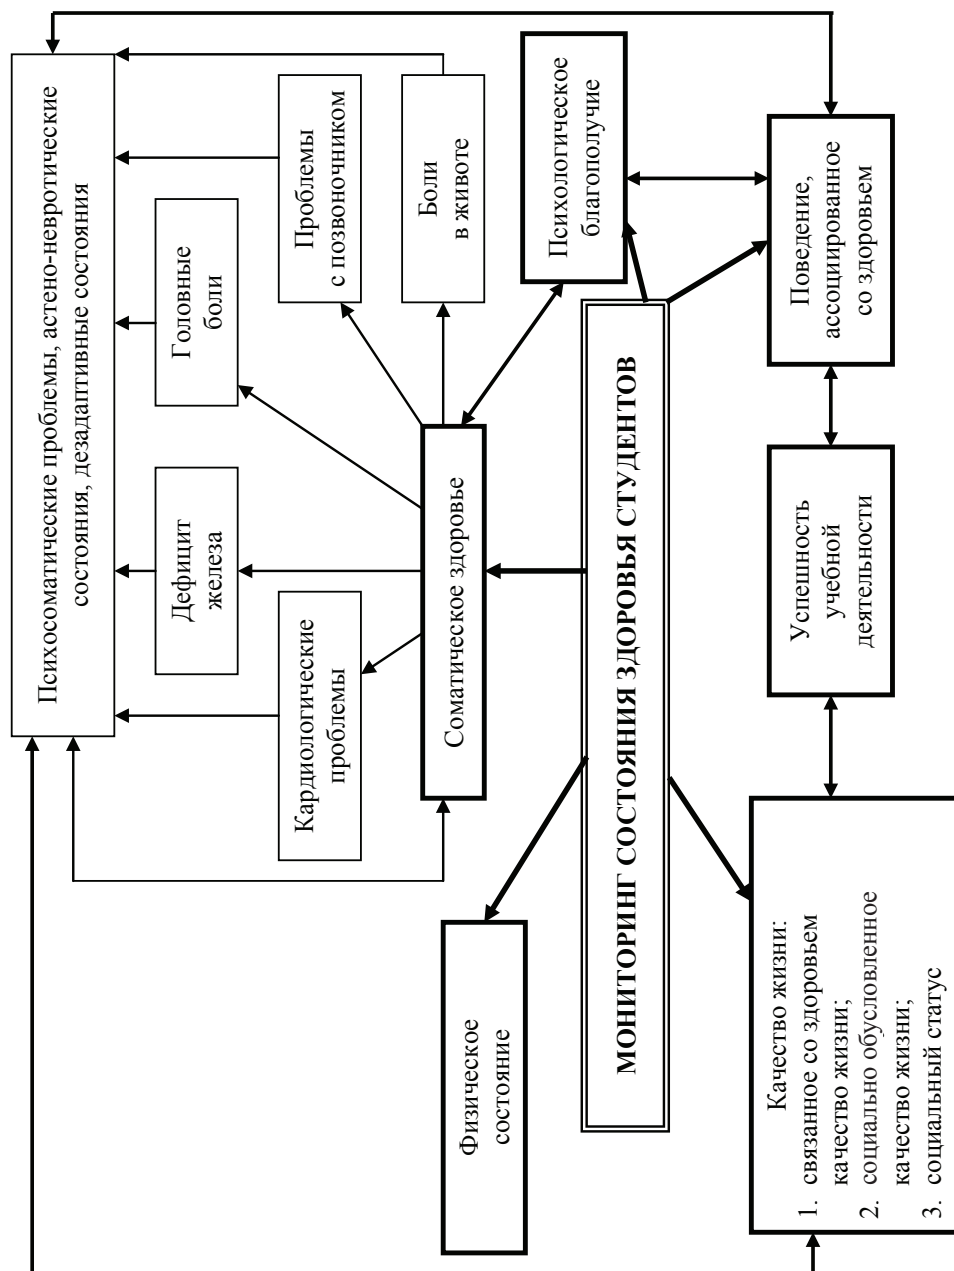 Психосоматические проблемы, астено-невротические
состояния, дезадаптивные состояния
Кардиологические
проблемы
Дефицит
железа
Головные
боли
Проблемы
с позвоночником
Боли
в животе
Физическое
состояние
Соматическое здоровье
Психологическое
благополучие
МОНИТОРИНГ СОСТОЯНИЯ ЗДОРОВЬЯ СТУДЕНТОВ
Качество жизни:
1. связанное со здоровьем
качество жизни;
2. социально обусловленное
качество жизни;
3. социальный статус
Успешность
учебной
деятельности
Поведение,
ассоциированное
со здоровьем